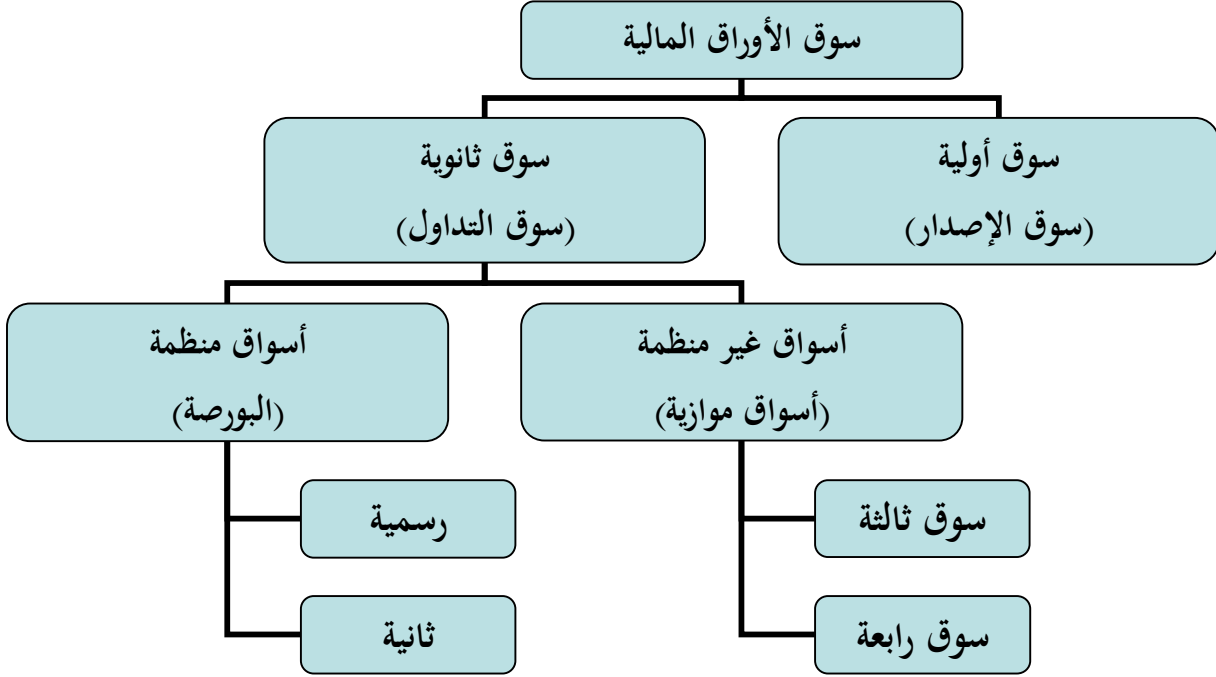 سوق الأوراق المالية
سوق أولية
(سوق الإصدار)
سوق ثانوية
(سوق التداول)
أسواق غير منظمة
(أسواق موازية)
أسواق منظمة
(البورصة)
سوق ثالثة
رسمية
سوق رابعة
ثانية